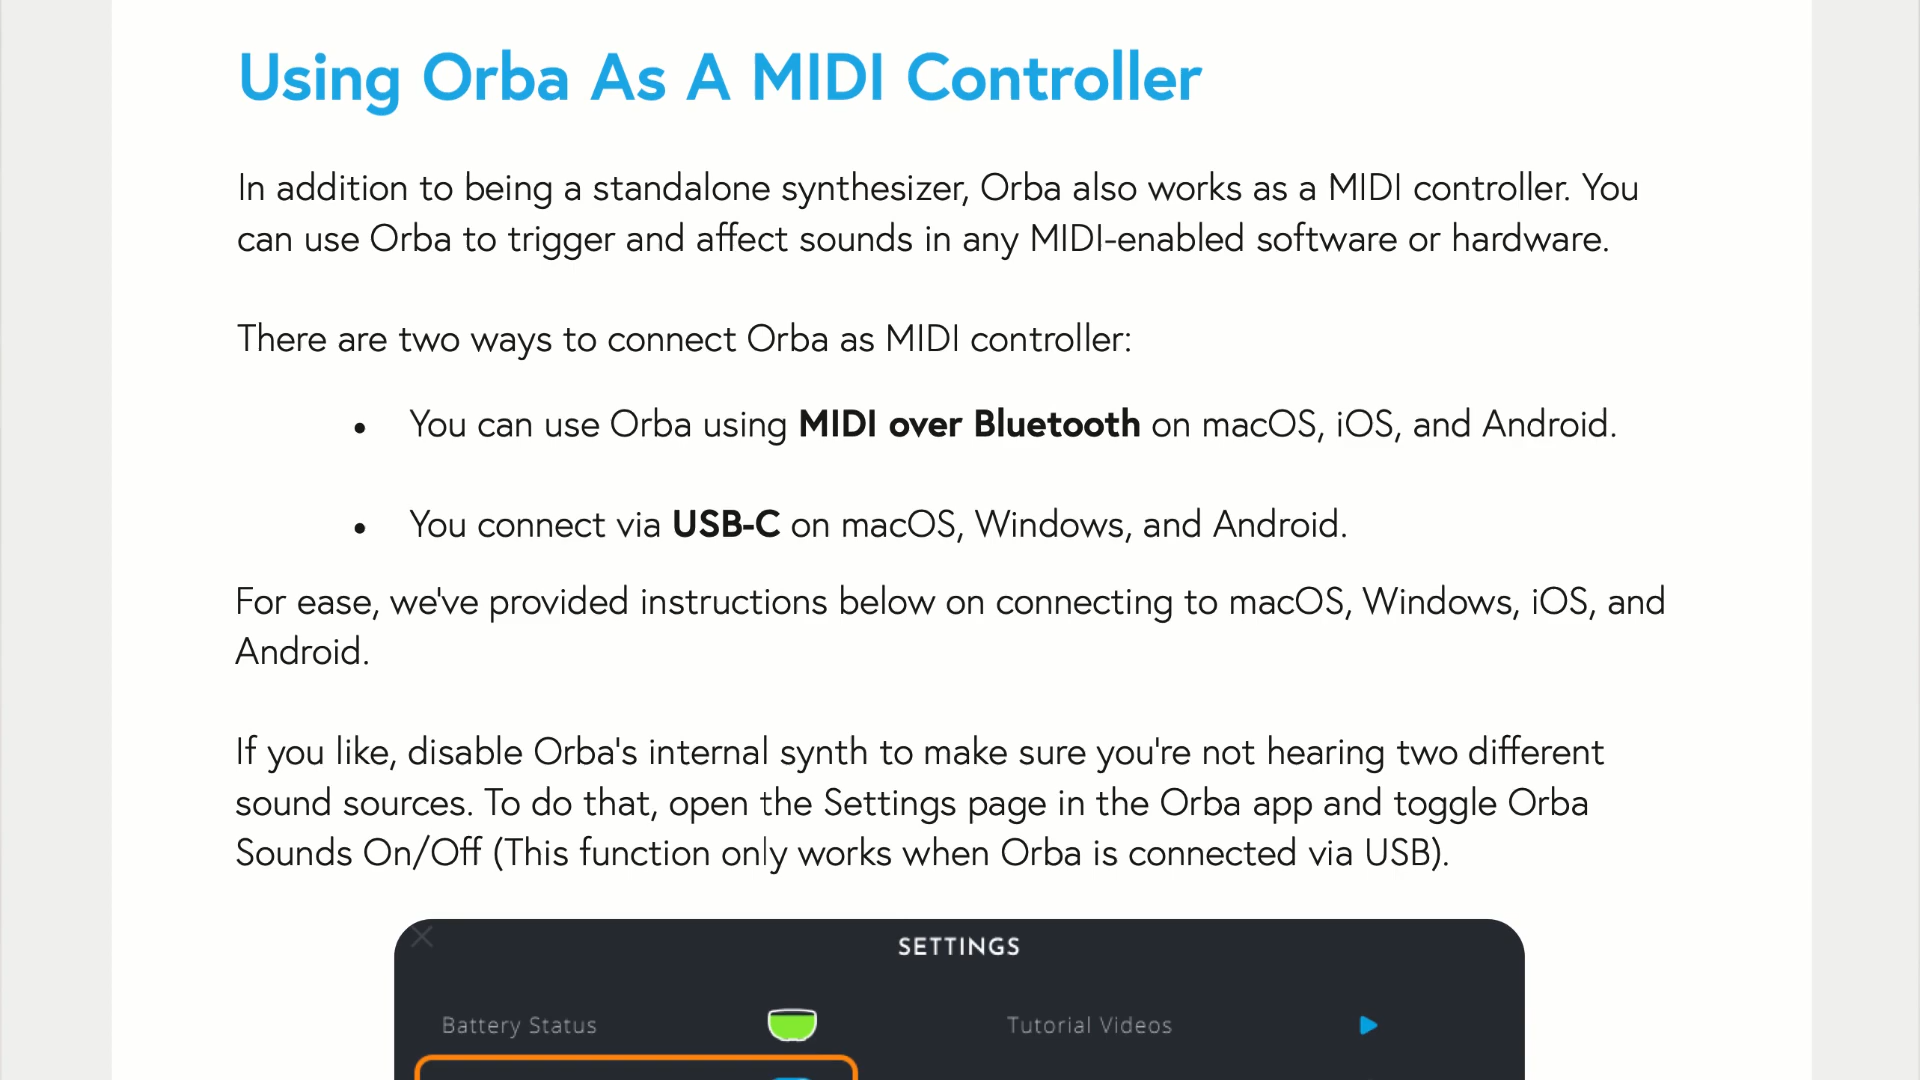 Using Orba As A MIDI Controller
In addition to being a standalone synthesizer, Orba also works as a MIDI controller. You
can use Orba to trigger and affect sounds in any MIDI-enabled software or hardware.
There are two ways to connect Orba as MIDI controller:
• You can use Orba using MIDI over Bluetooth on macOS, iOS, and Android.
• You connect via USB-C on macOS, Windows, and Android.
For ease, we've provided instructions below on connecting to macOS, Windows, iOS, and
Android.
If you like, disable Orba's internal synth to make sure you're not hearing two different
sound sources. To do that, open the Settings page in the Orba app and toggle Orba
Sounds On/Off (This function only works when Orba is connected via USB).
SETTINGS
Battery Status
Tutorial Videos